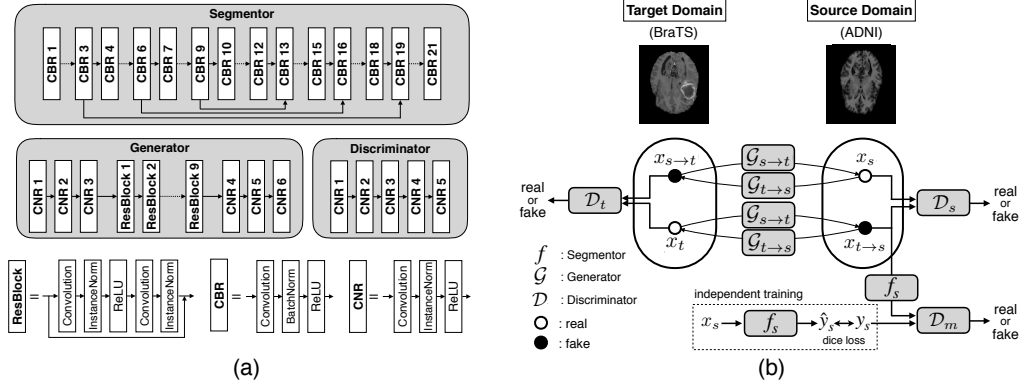 Segmentor
CBR 1
CBR 3
CBR 4
CBR 6
CBR 7
CBR 9
CBR 10
CBR 12
CBR 13
CBR 15
CBR 16
CBR 18
CBR 19
CBR 21
Generator
CNR 1
CNR 2
CNR 3
ResBlock 1
ResBlock 2
ResBlock 9
CNR 4
CNR 5
CNR 6
Discriminator
CNR 1
CNR 2
CNR 3
CNR 4
CNR 5
ResBlock
=
Convolution
InstanceNorm
ReLU
Convolution
InstanceNorm
CBR
=
Convolution
BatchNorm
ReLU
CNR
=
Convolution
InstanceNorm
ReLU
(a)
Target Domain
(BraTS)
Source Domain
(ADNI)
x_{s→t}
𝒢_{s→t}
𝒢_{t→s}
x_s
real
or
fake
𝒟_t
𝒟_s
real
or
fake
x_t
𝒢_{s→t}
𝒢_{t→s}
x_{t→s}
f : Segmentor
𝒢 : Generator
𝒟 : Discriminator
: real
: fake
f_s
independent training
x_s f_s ŷ_s y_s
dice loss
𝒟_m
real
or
fake
(b)